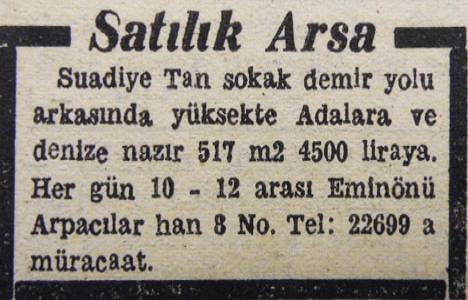 Satılık Arsa
Suadiye Tan sokak demir yolu
arkasında yüksekte Adalara ve
denize nazır 517 m2 4500 liraya.
Her gün 10 - 12 arası Eminönü
Arpacılar han 8 No. Tel: 22699 a
müracaat.